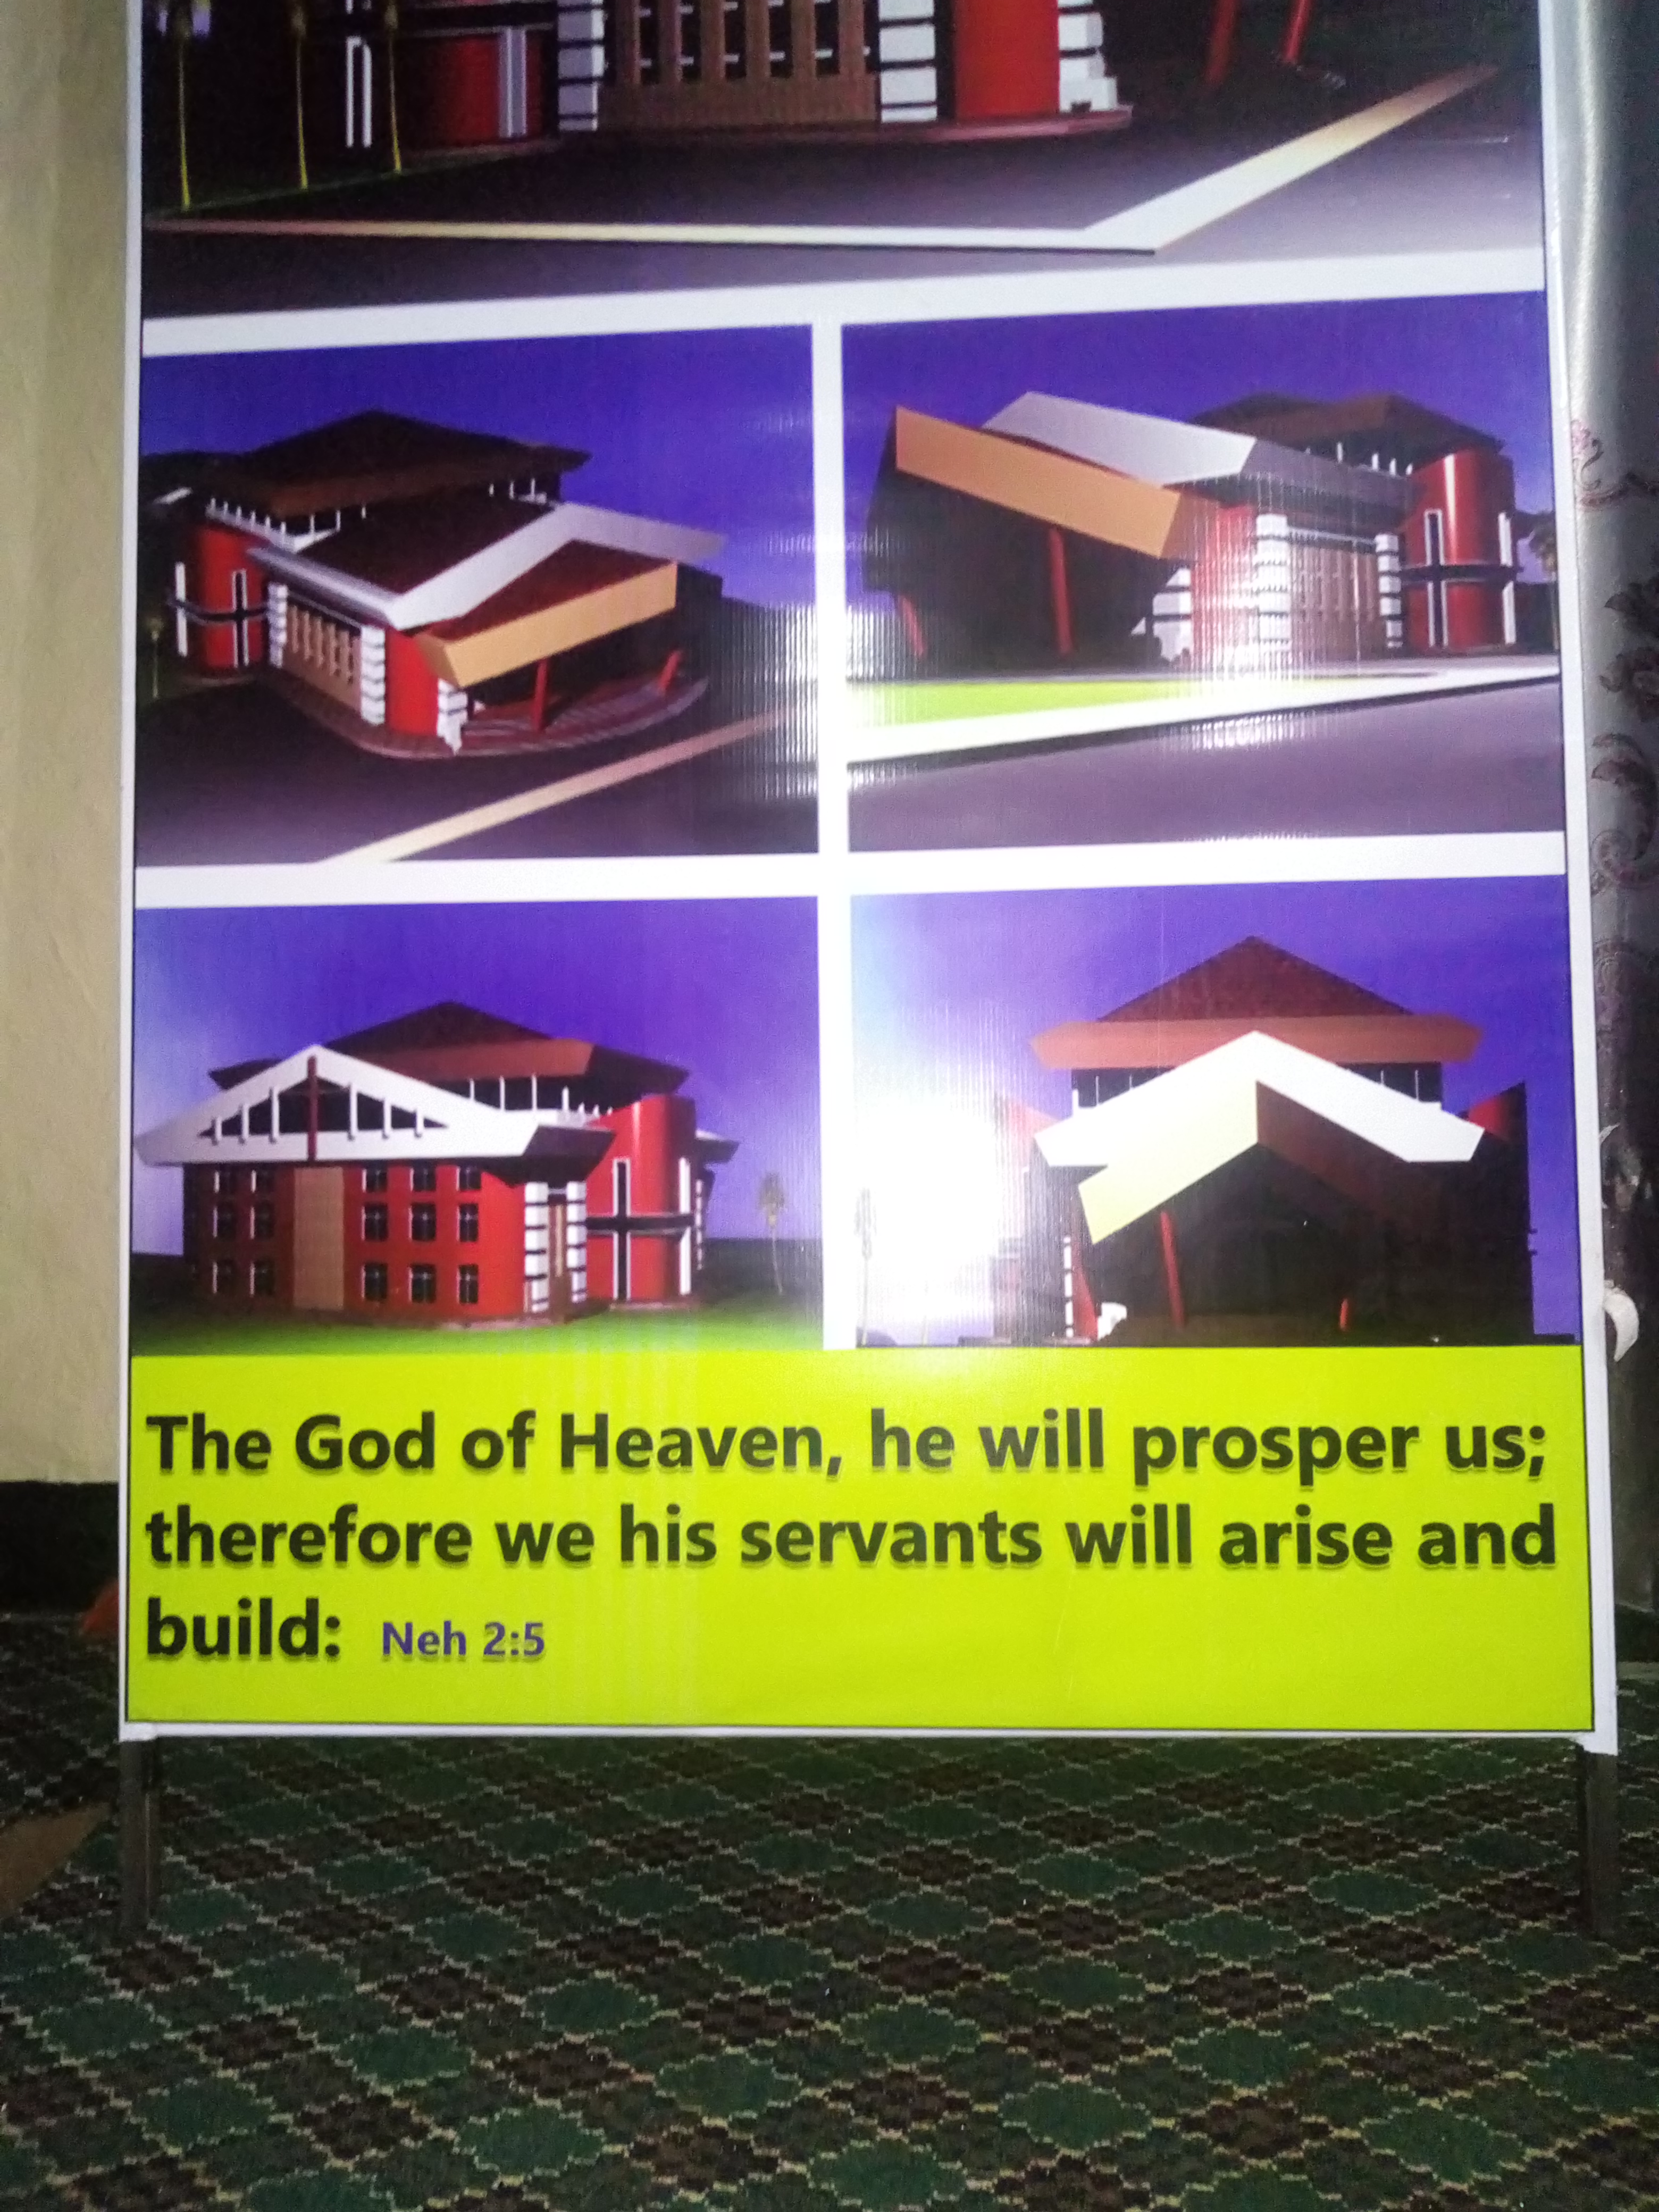 The God of Heaven, he will prosper us;
therefore we his servants will arise and
build: Neh 2:5